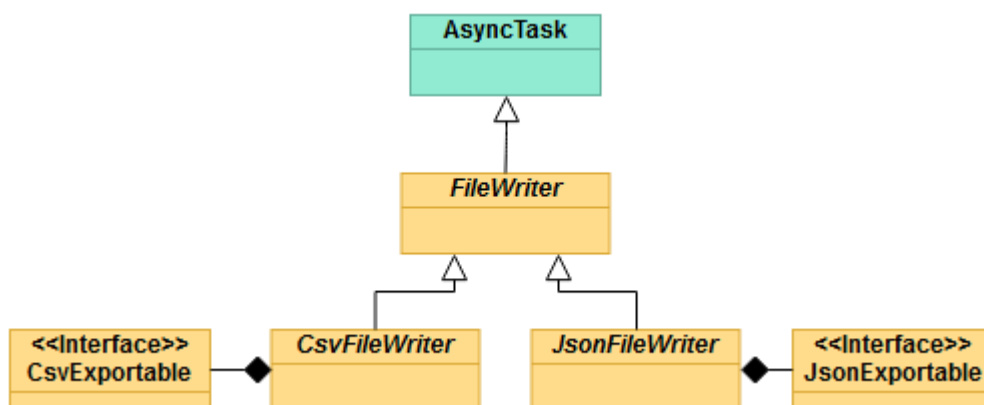 AsyncTask
FileWriter
<<Interface>>
CsvExportable
CsvFileWriter
JsonFileWriter
<<Interface>>
JsonExportable